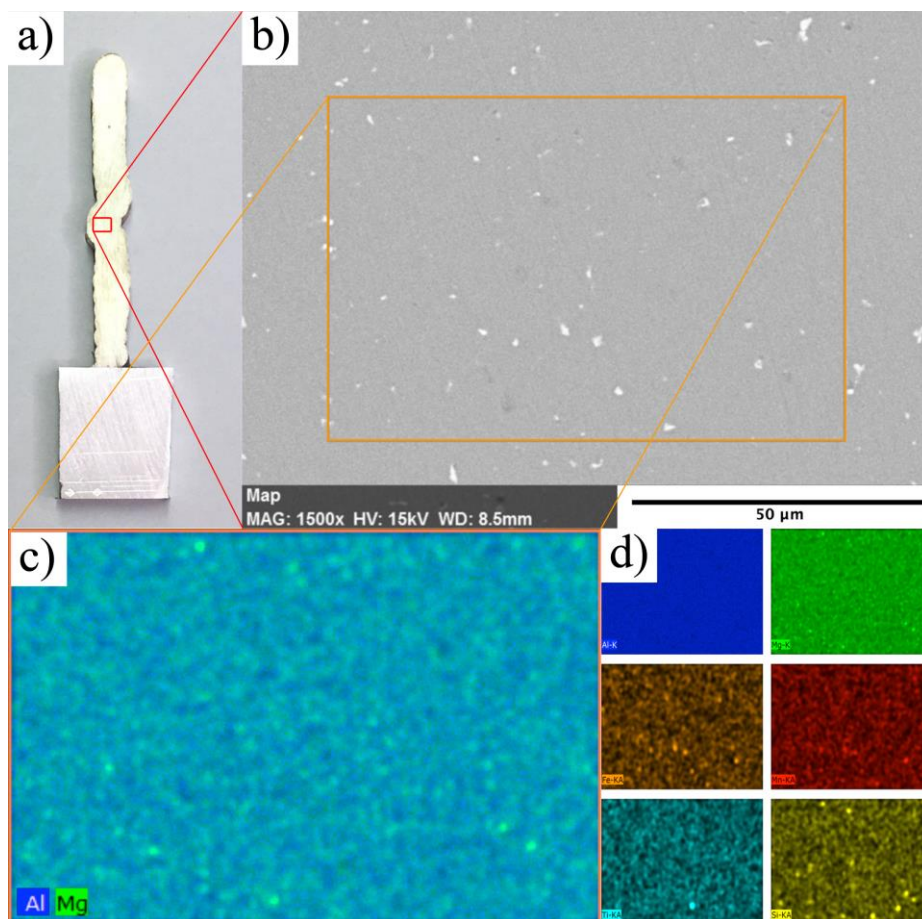 a)
b)
Map
MAG: 1500x HV: 15kV WD: 8.5mm
50 µm
c)
Al Mg
d)
Al-K
Mg-K
Fe-KA
Mn-KA
Ti-KA
Si-KA